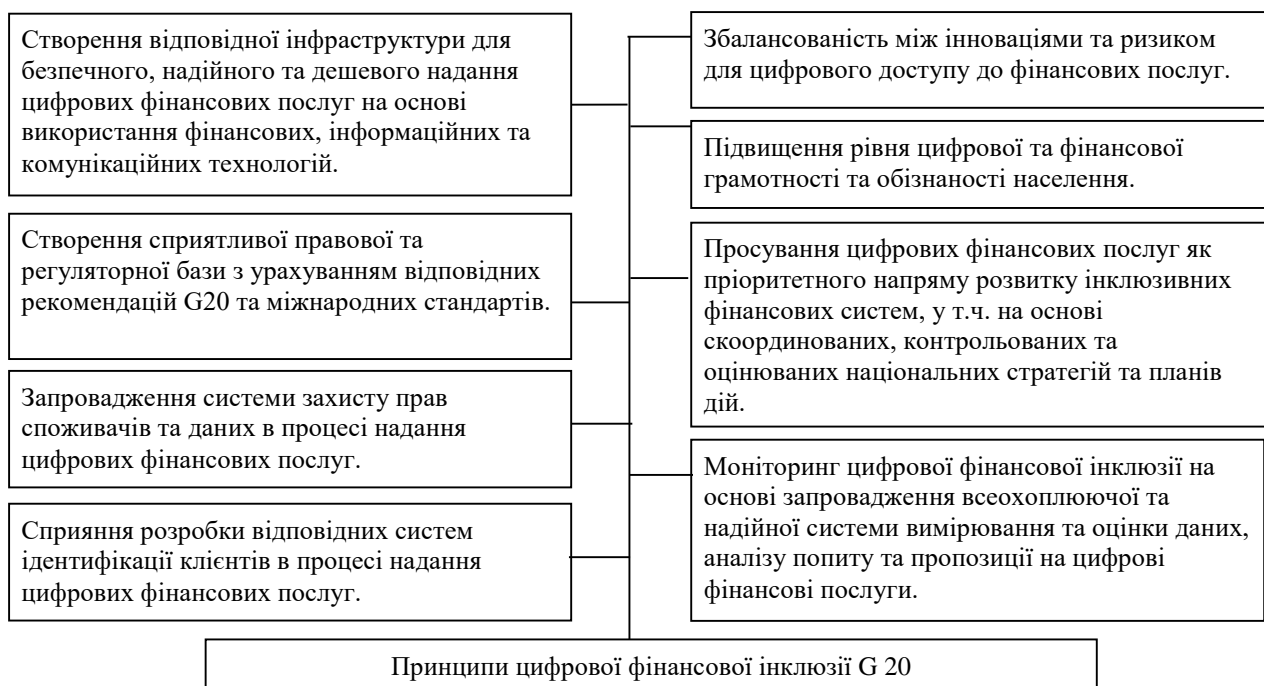 Створення відповідної інфраструктури для
безпечного, надійного та дешевого надання
цифрових фінансових послуг на основі
використання фінансових, інформаційних та
комунікаційних технологій.
Створення сприятливої правової та
регуляторної бази з урахуванням відповідних
рекомендацій G20 та міжнародних стандартів.
Запровадження системи захисту прав
споживачів та даних в процесі надання
цифрових фінансових послуг.
Сприяння розробки відповідних систем
ідентифікації клієнтів в процесі надання
цифрових фінансових послуг.
Збалансованість між інноваціями та ризиком
для цифрового доступу до фінансових послуг.
Підвищення рівня цифрової та фінансової
грамотності та обізнаності населення.
Просування цифрових фінансових послуг як
пріоритетного напряму розвитку інклюзивних
фінансових систем, у т.ч. на основі
скоординованих, контрольованих та
оцінюваних національних стратегій та планів
дій.
Моніторинг цифрової фінансової інклюзії на
основі запровадження всеохоплюючої та
надійної системи вимірювання та оцінки даних,
аналізу попиту та пропозиції на цифрові
фінансові послуги.
Принципи цифрової фінансової інклюзії G 20